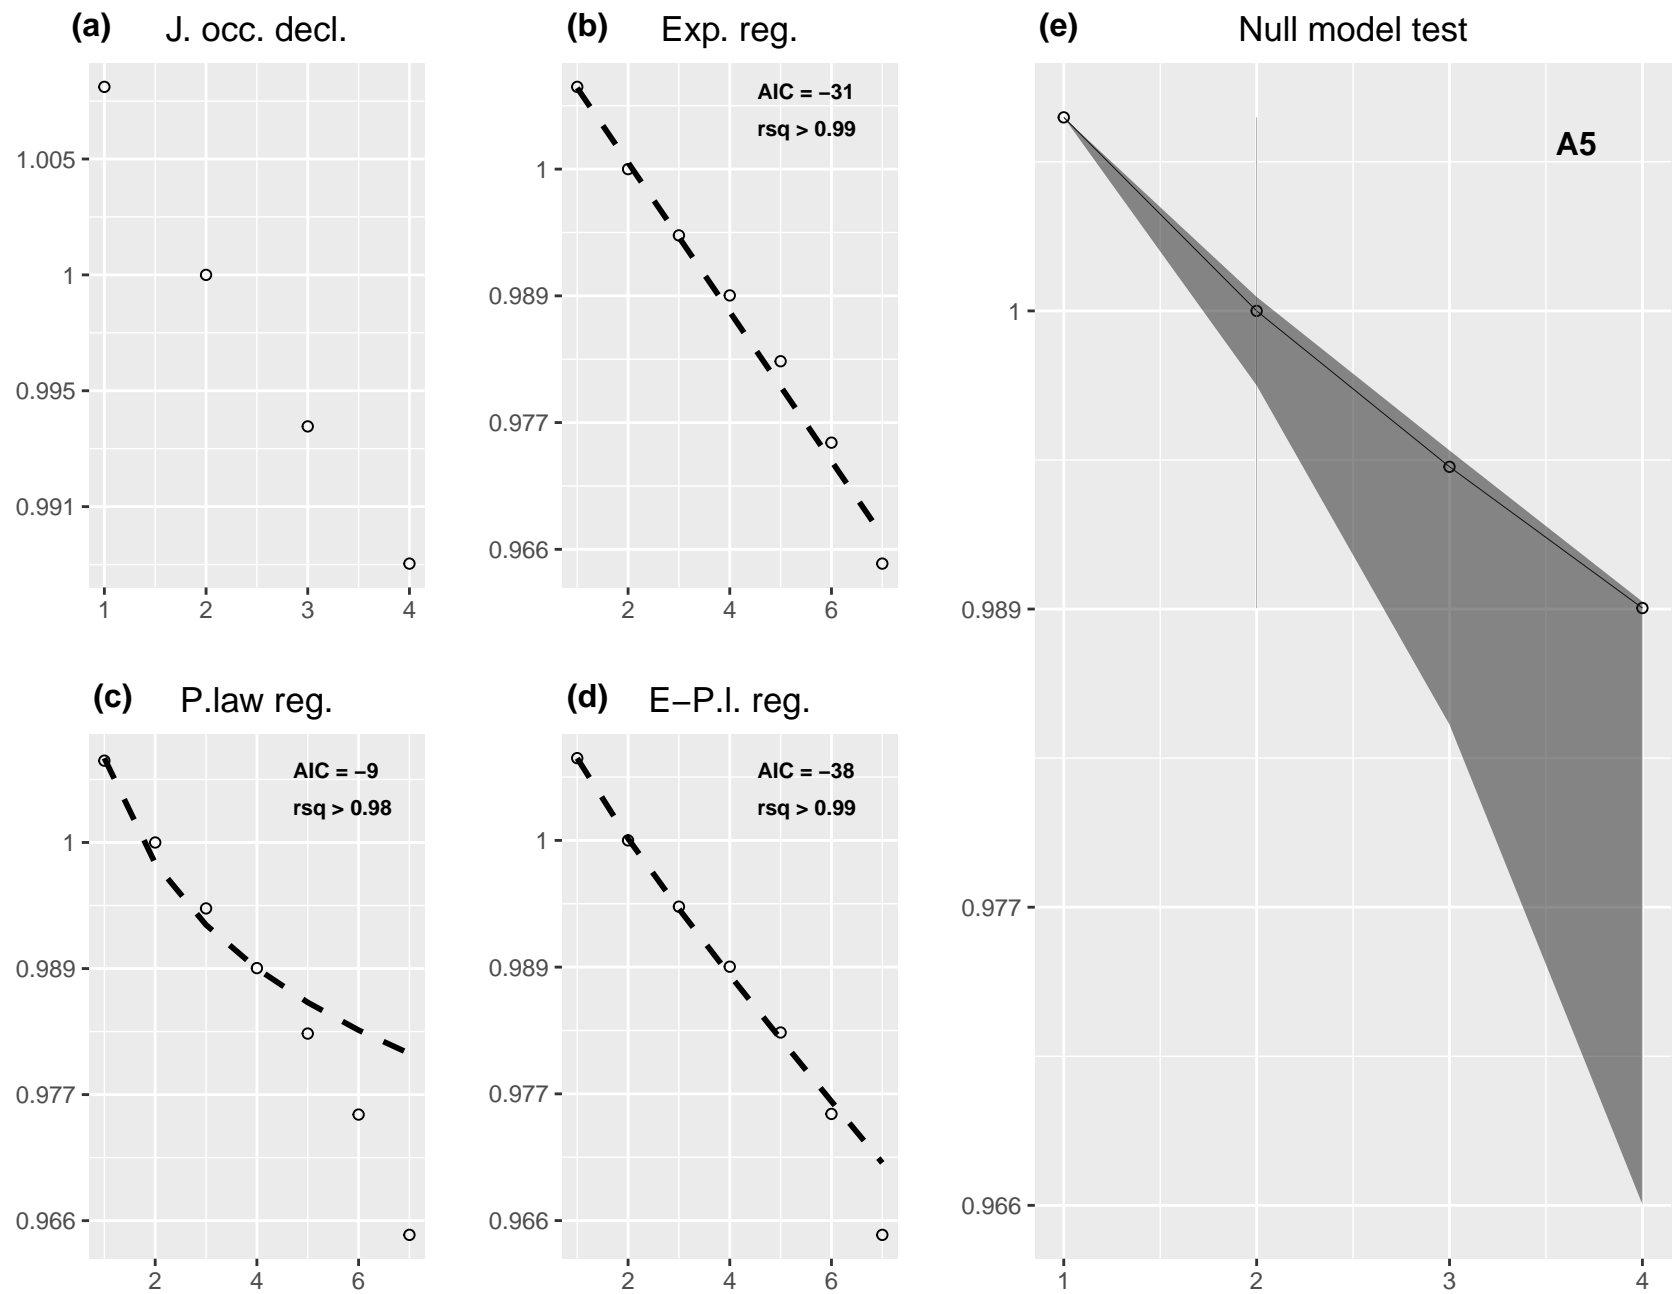 (a) J. occ. decl.
1.005
1
0.995
0.991
1 2 3 4
(b) Exp. reg.
AIC = −31
rsq > 0.99
1
0.989
0.977
0.966
2 4 6
(c) P.law reg.
AIC = −9
rsq > 0.98
1
0.989
0.977
0.966
2 4 6
(d) E−P.l. reg.
AIC = −38
rsq > 0.99
1
0.989
0.977
0.966
2 4 6
(e) Null model test
A5
1
0.989
0.977
0.966
1 2 3 4